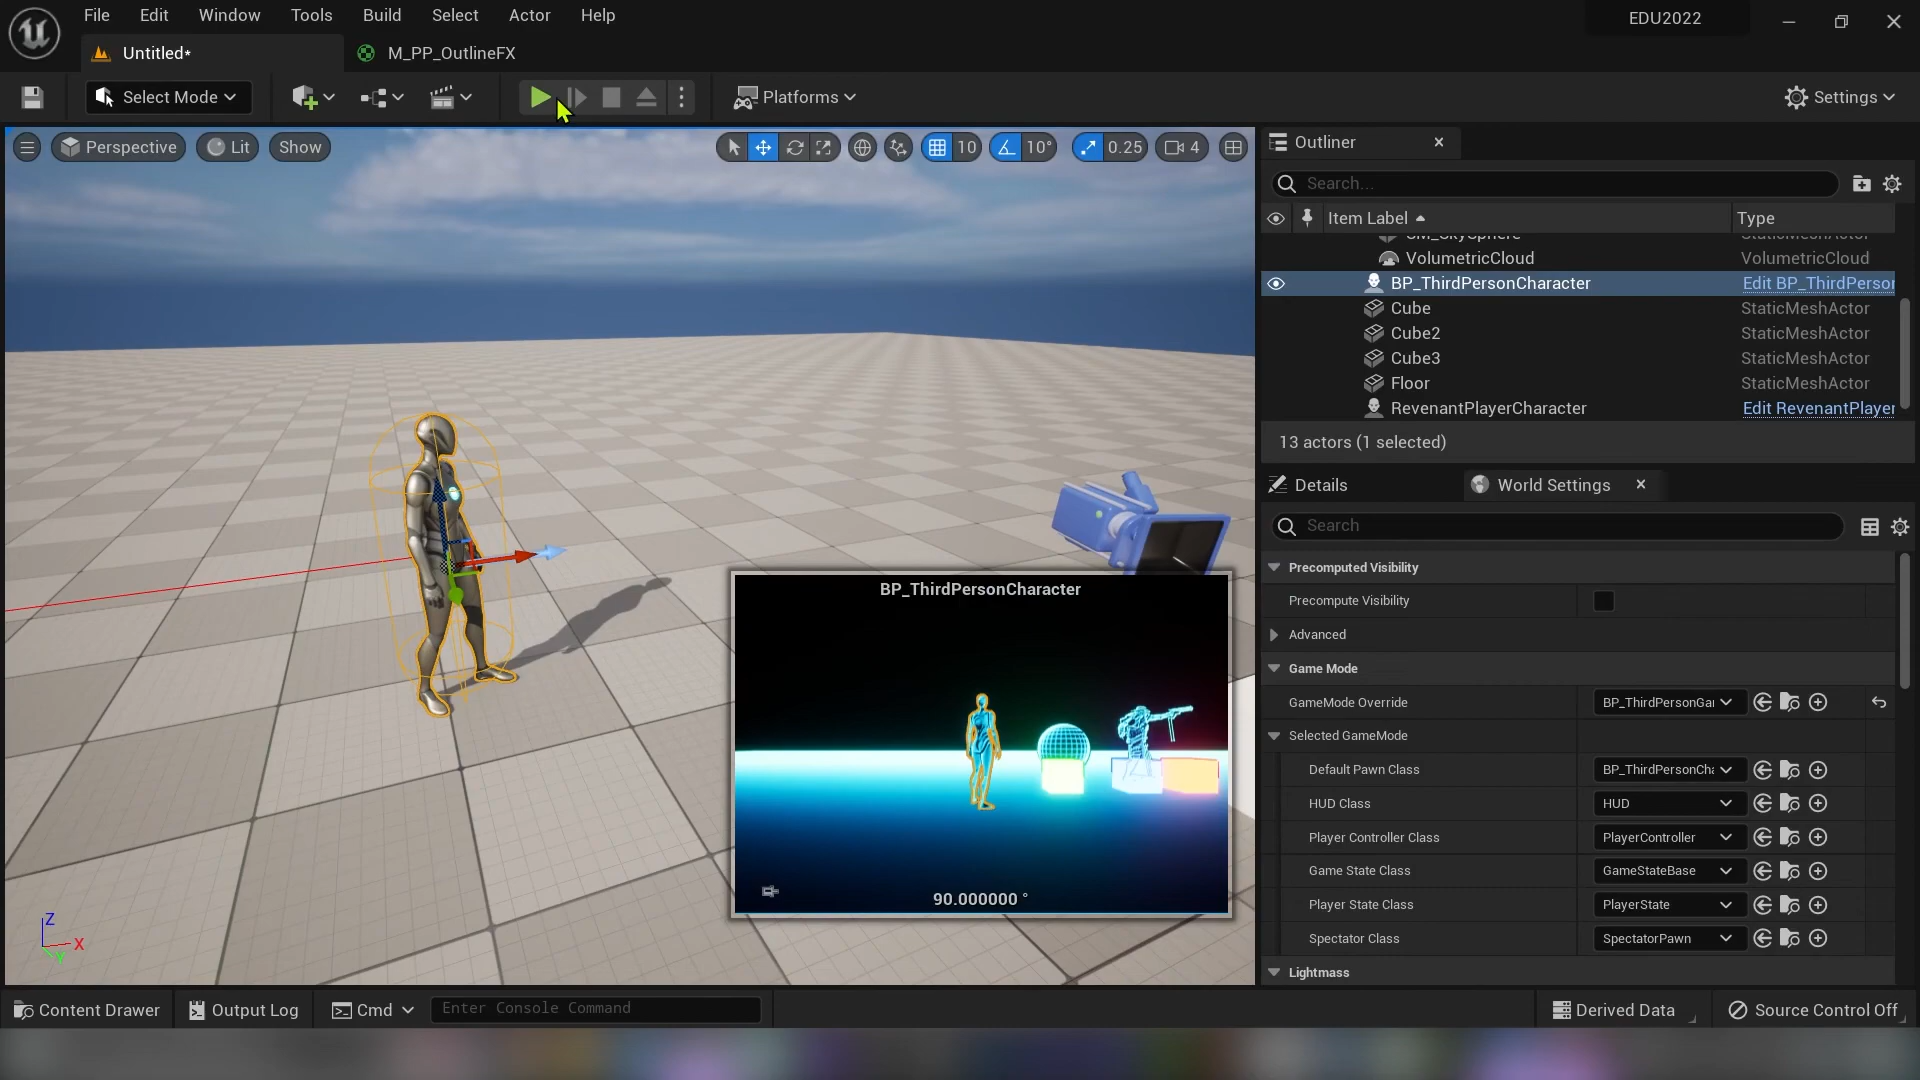 File Edit Window Tools Build Select Actor Help
EDU2022
Untitled*
M_PP_OutlineFX
Select Mode
Platforms
Settings
Perspective
Lit
Show
10
10°
0.25
4
Outliner
Search...
Item Label
Type
VolumetricCloud
VolumetricCloud
BP_ThirdPersonCharacter
Edit BP_ThirdPerson
Cube
StaticMeshActor
Cube2
StaticMeshActor
Cube3
StaticMeshActor
Floor
StaticMeshActor
RevenantPlayerCharacter
Edit RevenantPlayer
13 actors (1 selected)
Details
World Settings
Search
Precomputed Visibility
Precompute Visibility
Advanced
Game Mode
GameMode Override
BP_ThirdPersonGa
Selected GameMode
Default Pawn Class
BP_ThirdPersonCha
HUD Class
HUD
Player Controller Class
PlayerController
Game State Class
GameStateBase
Player State Class
PlayerState
Spectator Class
SpectatorPawn
Lightmass
BP_ThirdPersonCharacter
90.000000 °
Z
X
Y
Content Drawer
Output Log
Cmd
Enter Console Command
Derived Data
Source Control Off